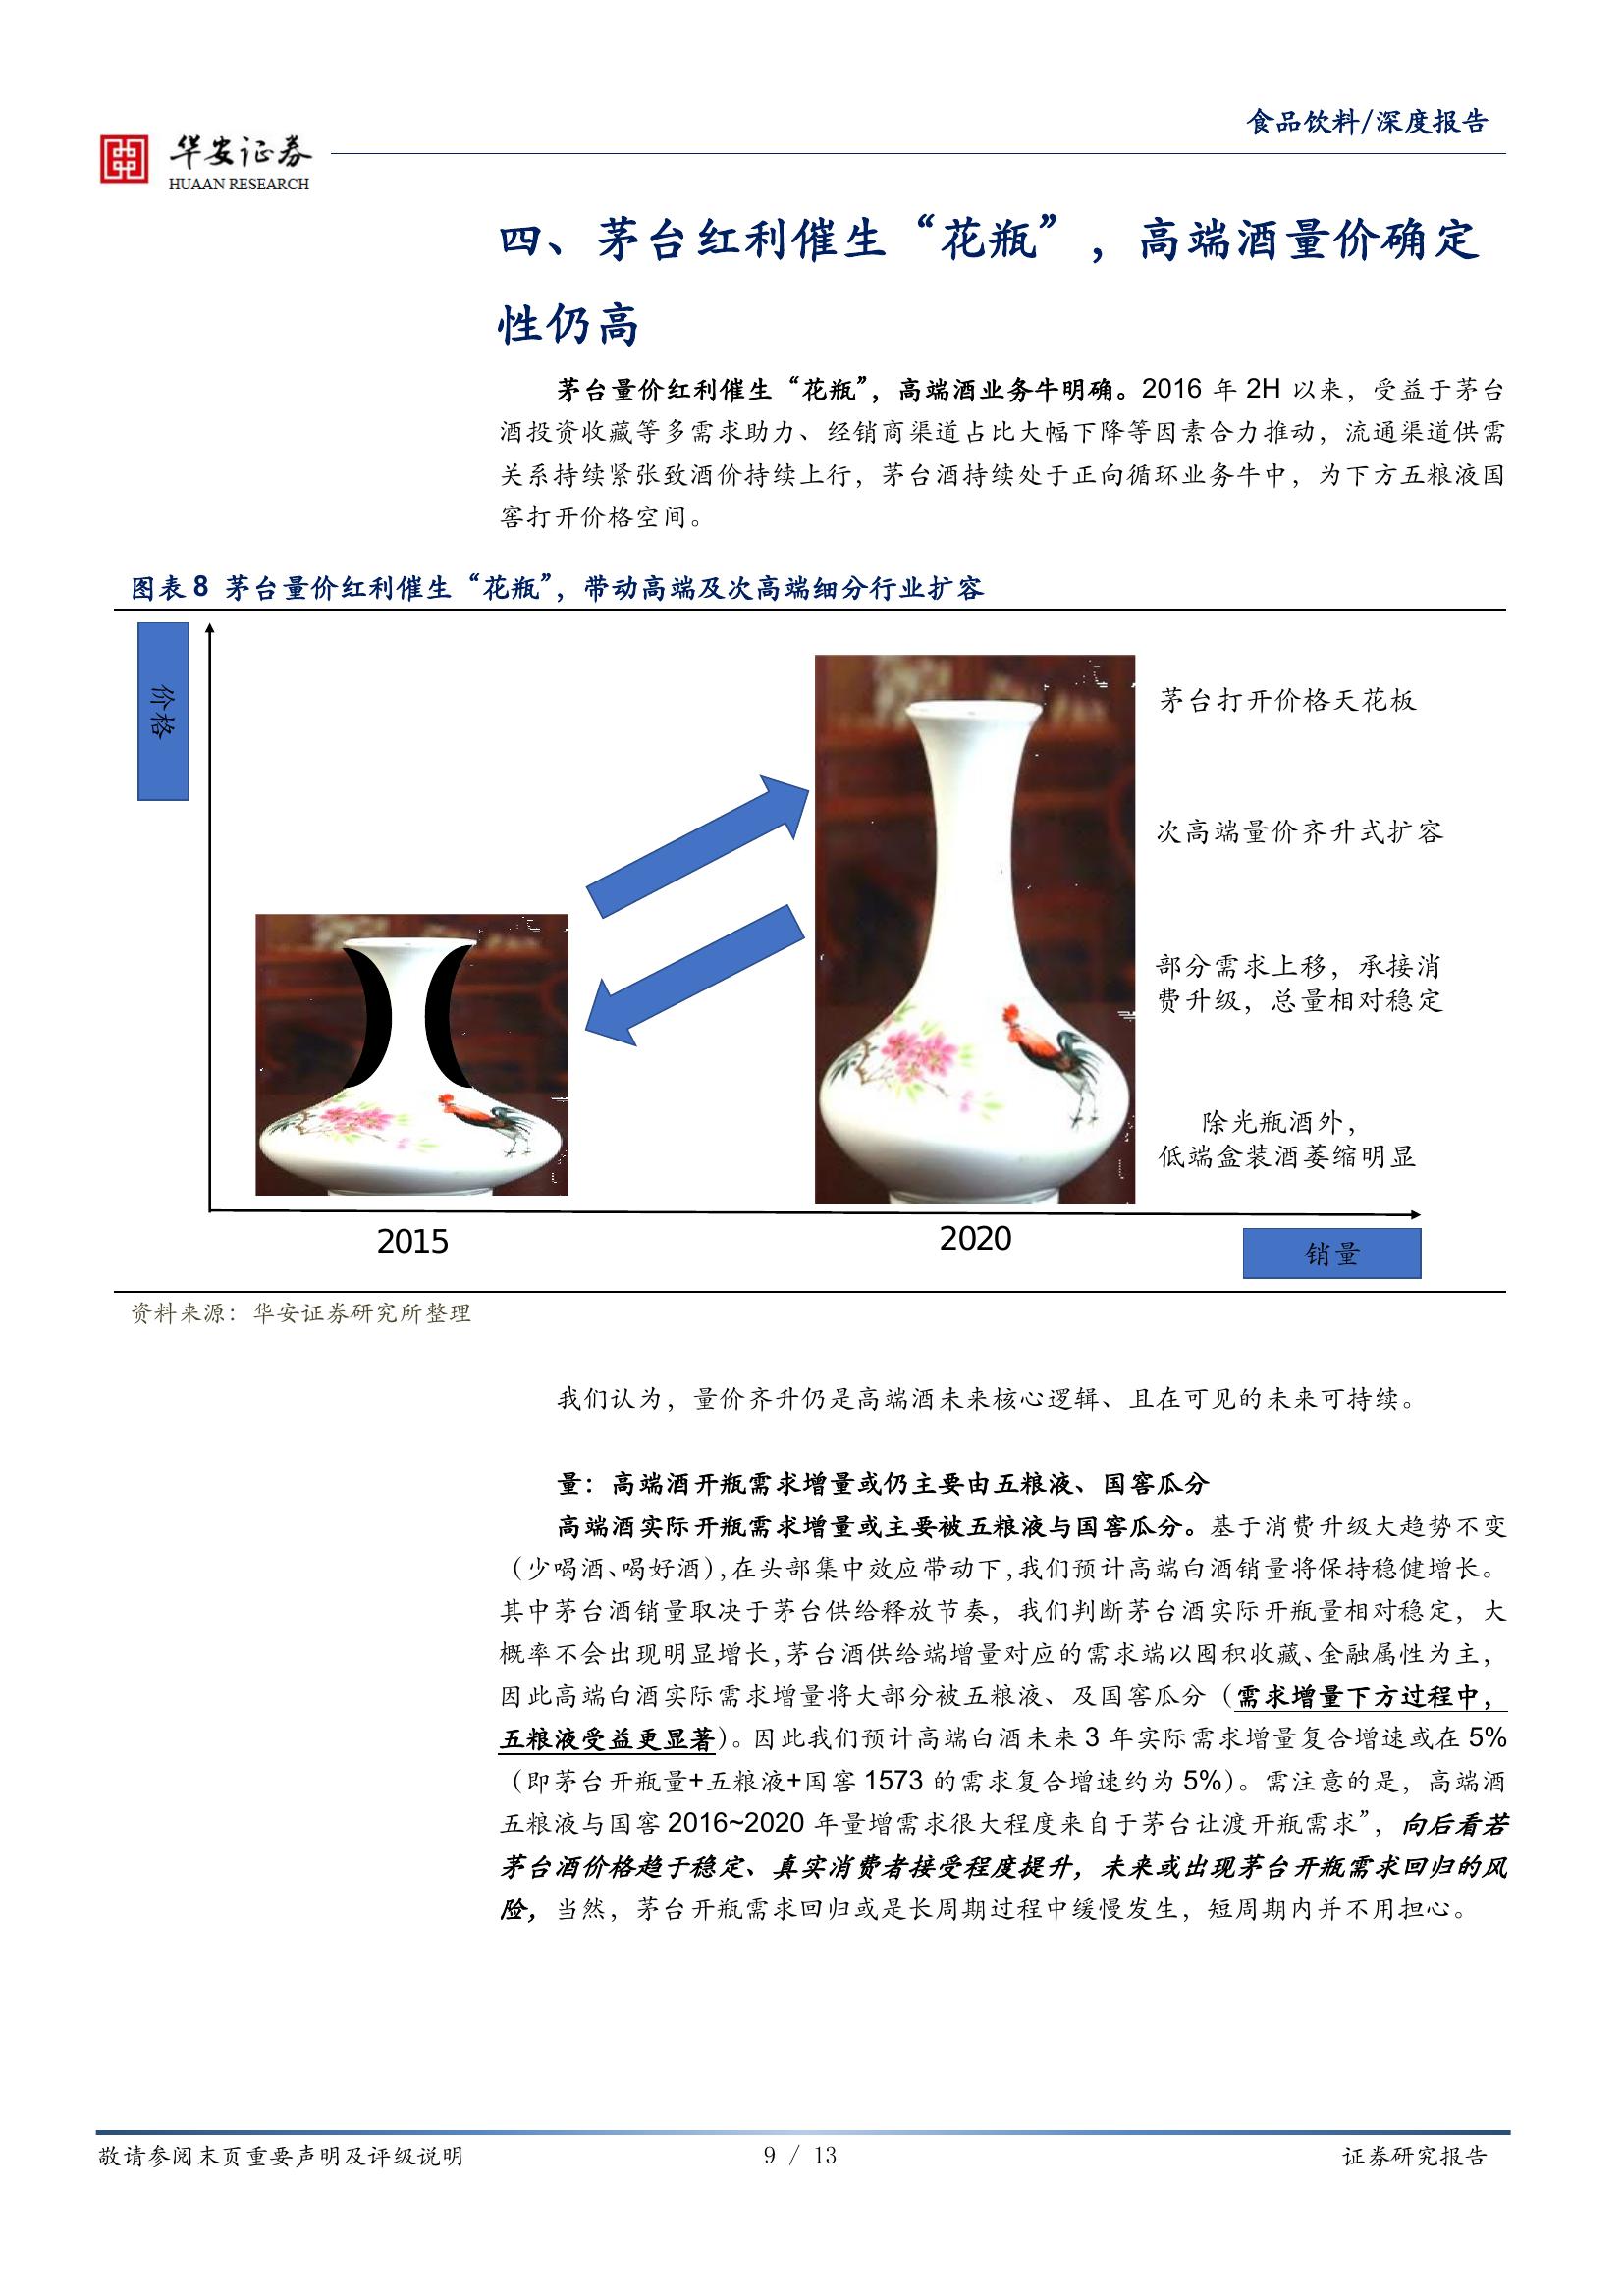 食品饮料/深度报告
华安证券
HUAAN RESEARCH
四、茅台红利催生“花瓶”，高端酒量价确定
性仍高
茅台量价红利催生“花瓶”，高端酒业务牛明确。2016 年 2H 以来，受益于茅台
酒投资收藏等多需求助力、经销商渠道占比大幅下降等因素合力推动，流通渠道供需
关系持续紧张致酒价持续上行，茅台酒持续处于正向循环业务牛中，为下方五粮液国
窖打开价格空间。
图表 8 茅台量价红利催生“花瓶”，带动高端及次高端细分行业扩容
价格
茅台打开价格天花板
次高端量价齐升式扩容
部分需求上移，承接消
费升级，总量相对稳定
除光瓶酒外，
低端盒装酒萎缩明显
2015
2020
销量
资料来源：华安证券研究所整理
我们认为，量价齐升仍是高端酒未来核心逻辑、且在可见的未来可持续。
量：高端酒开瓶需求增量或仍主要由五粮液、国窖瓜分
高端酒实际开瓶需求增量或主要被五粮液与国窖瓜分。基于消费升级大趋势不变
（少喝酒、喝好酒），在头部集中效应带动下，我们预计高端白酒销量将保持稳健增长。
其中茅台酒销量取决于茅台供给释放节奏，我们判断茅台酒实际开瓶量相对稳定，大
概率不会出现明显增长，茅台酒供给端增量对应的需求端以囤积收藏、金融属性为主，
因此高端白酒实际需求增量将大部分被五粮液、及国窖瓜分（需求增量下方过程中，
五粮液受益更显著）。因此我们预计高端白酒未来 3 年实际需求增量复合增速或在 5%
（即茅台开瓶量+五粮液+国窖 1573 的需求复合增速约为 5%）。需注意的是，高端酒
五粮液与国窖 2016~2020 年量增需求很大程度来自于茅台让渡开瓶需求”，向后看若
茅台酒价格趋于稳定、真实消费者接受程度提升，未来或出现茅台开瓶需求回归的风
险，当然，茅台开瓶需求回归或是长周期过程中缓慢发生，短周期内并不用担心。
敬请参阅末页重要声明及评级说明
9 / 13
证券研究报告